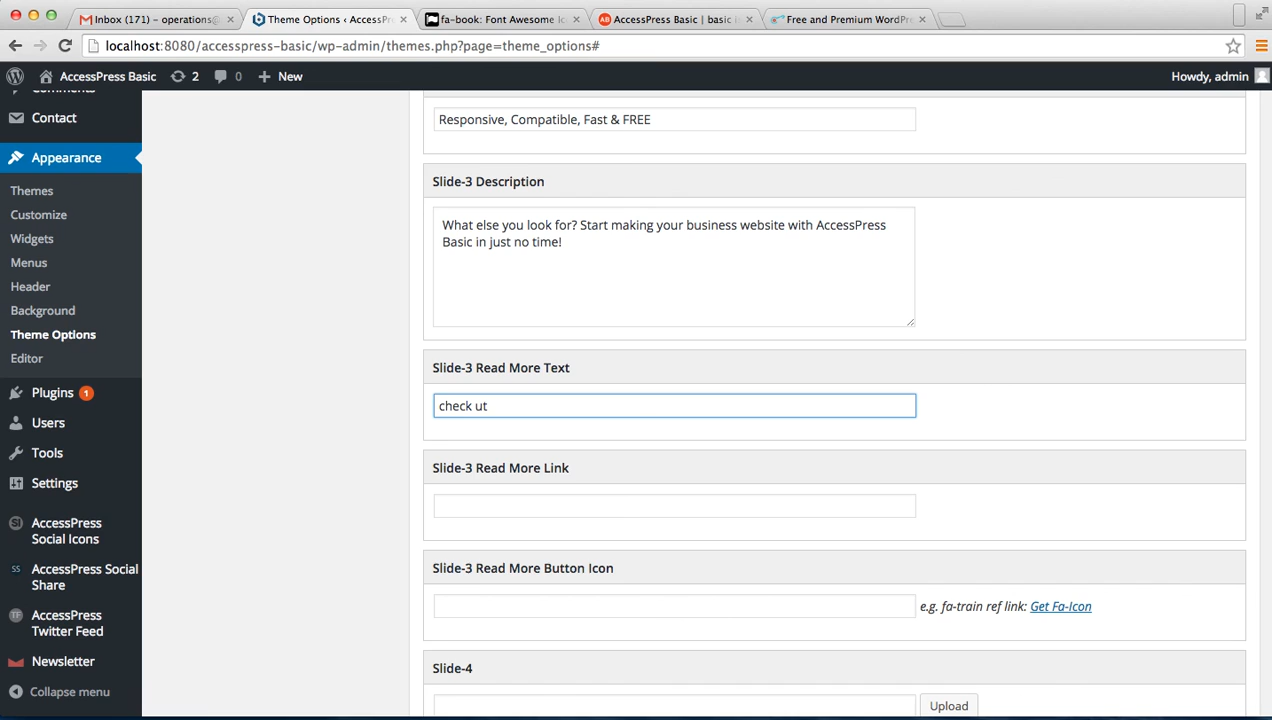 Inbox (171) – operations@
Theme Options ‹ AccessPr
fa-book: Font Awesome Ic
AccessPress Basic | basic i
Free and Premium WordPr
localhost:8080/accesspress-basic/wp-admin/themes.php?page=theme_options#
AccessPress Basic
2
0
New
Howdy, admin
Comments
Contact
Appearance
Themes
Customize
Widgets
Menus
Header
Background
Theme Options
Editor
Plugins 1
Users
Tools
Settings
SI AccessPress
Social Icons
SS AccessPress Social
Share
TF AccessPress
Twitter Feed
Newsletter
Collapse menu
Responsive, Compatible, Fast & FREE
Slide-3 Description
What else you look for? Start making your business website with AccessPress
Basic in just no time!
Slide-3 Read More Text
check ut
Slide-3 Read More Link
Slide-3 Read More Button Icon
e.g. fa-train ref link: Get Fa-Icon
Slide-4
Upload